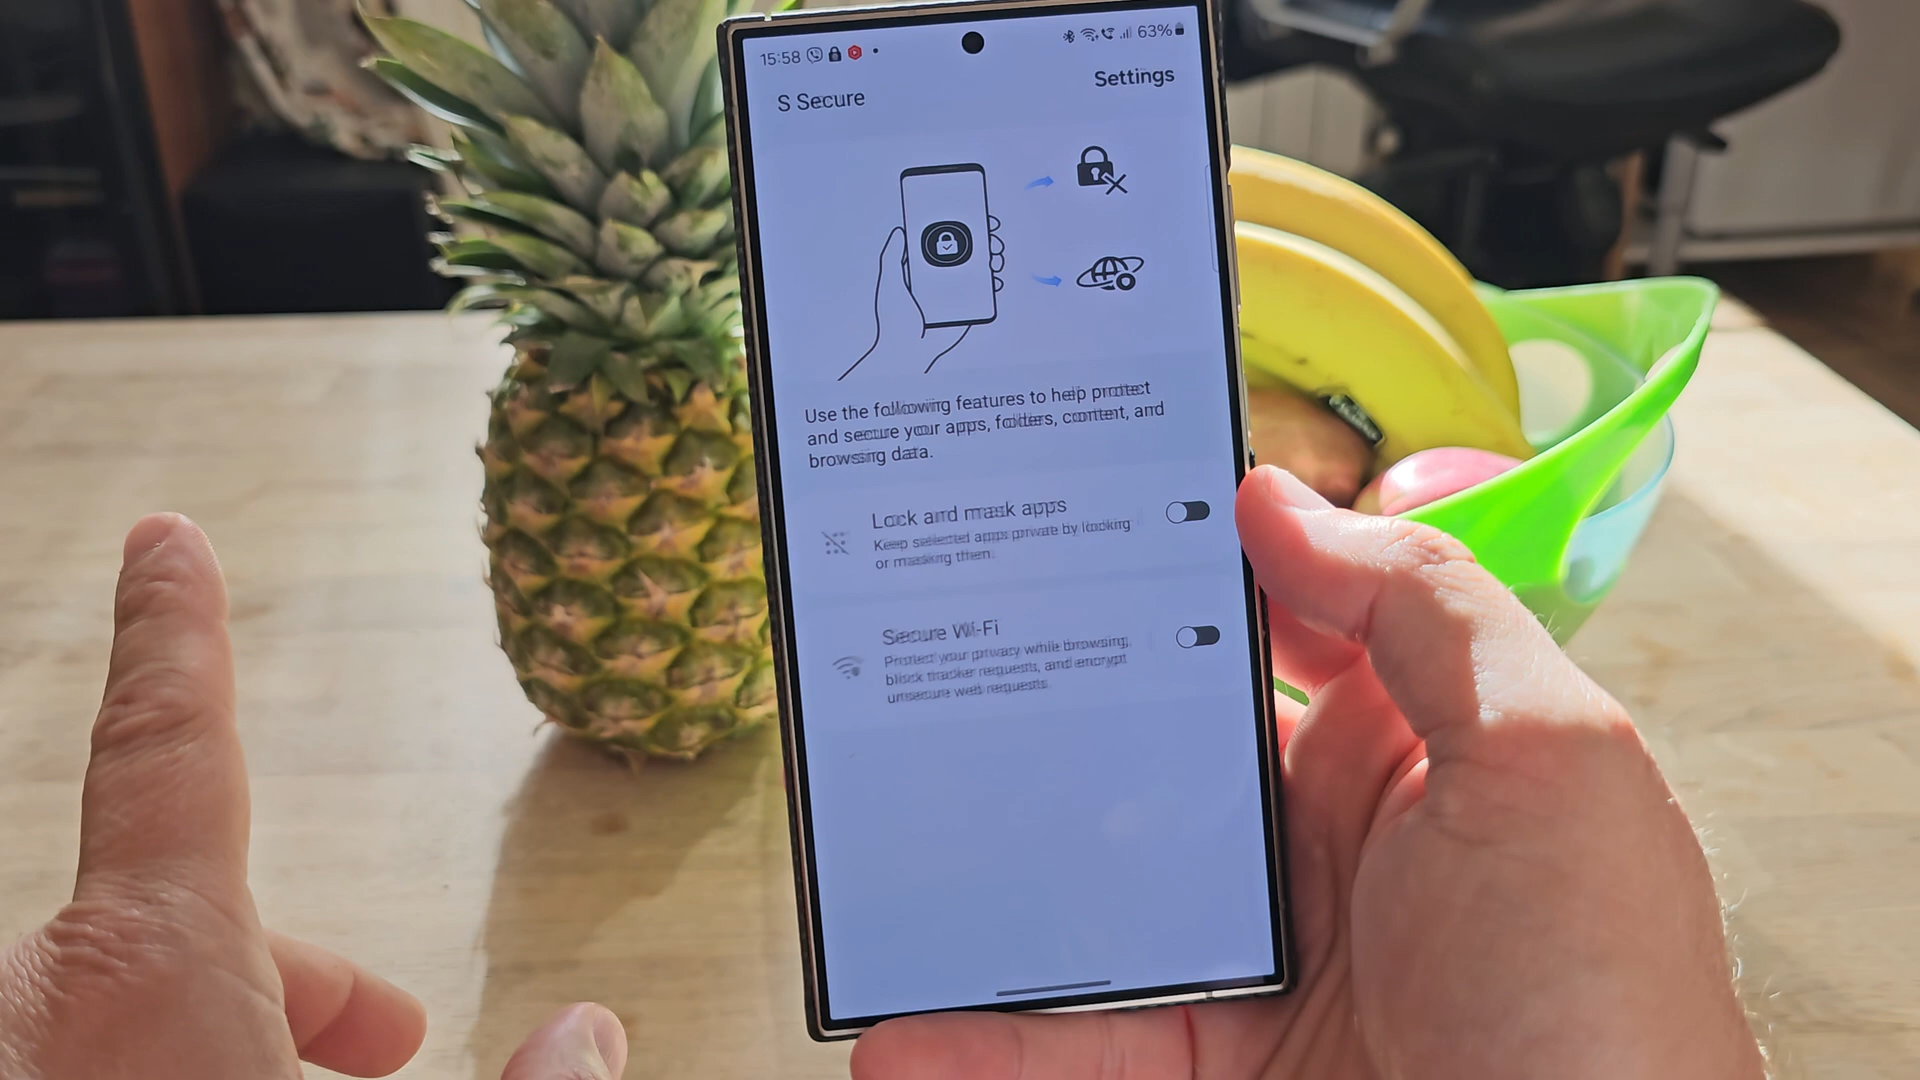 15:58
63%
Settings
S Secure
Use the following features to help protect
and secure your apps, folders, content, and
browsing data.
Lock and mask apps
Keep selected apps private by locking
or masking them.
Secure Wi-Fi
Protect your privacy while browsing,
block tracker requests, and encrypt
unsecure web requests.